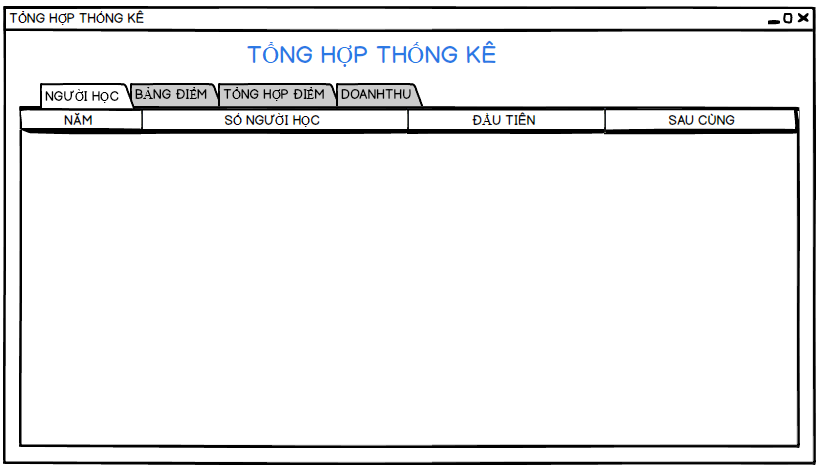 TỔNG HỢP THỐNG KÊ
TỔNG HỢP THỐNG KÊ
NGƯỜI HỌC BẢNG ĐIỂM TỔNG HỢP ĐIỂM DOANHTHU
NĂM SỐ NGƯỜI HỌC ĐẦU TIÊN SAU CÙNG